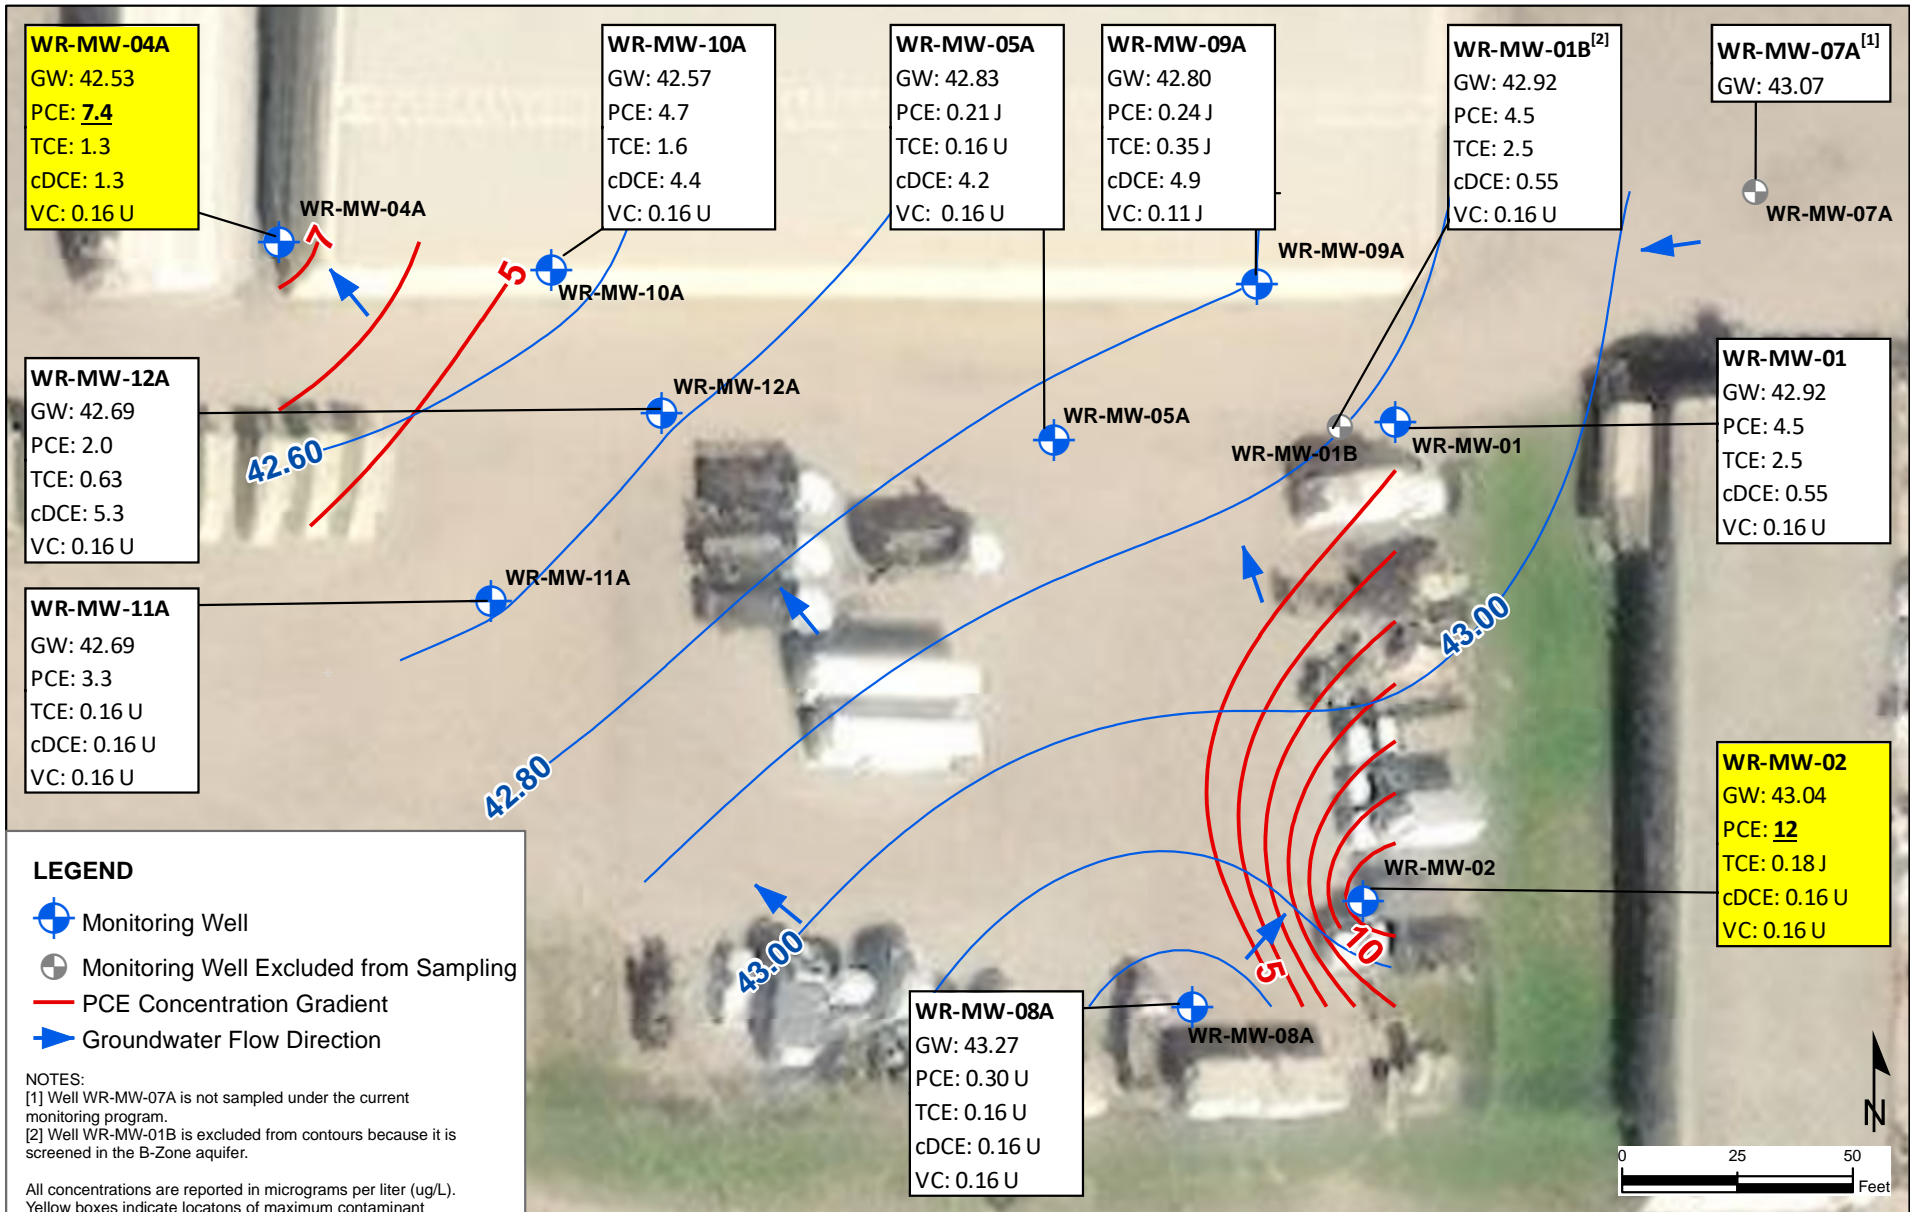 WR-MW-04A
GW: 42.53
PCE: 7.4
TCE: 1.3
cDCE: 1.3
VC: 0.16 U
WR-MW-10A
GW: 42.57
PCE: 4.7
TCE: 1.6
cDCE: 4.4
VC: 0.16 U
WR-MW-05A
GW: 42.83
PCE: 0.21 J
TCE: 0.16 U
cDCE: 4.2
VC: 0.16 U
WR-MW-09A
GW: 42.80
PCE: 0.24 J
TCE: 0.35 J
cDCE: 4.9
VC: 0.11 J
WR-MW-01B[2]
GW: 42.92
PCE: 4.5
TCE: 2.5
cDCE: 0.55
VC: 0.16 U
WR-MW-07A[1]
GW: 43.07
WR-MW-04A
7
WR-MW-10A
5
WR-MW-09A
WR-MW-07A
WR-MW-12A
GW: 42.69
PCE: 2.0
TCE: 0.63
cDCE: 5.3
VC: 0.16 U
42.60
WR-MW-12A
WR-MW-05A
WR-MW-01B
WR-MW-01
WR-MW-01
GW: 42.92
PCE: 4.5
TCE: 2.5
cDCE: 0.55
VC: 0.16 U
WR-MW-11A
GW: 42.69
PCE: 3.3
TCE: 0.16 U
cDCE: 0.16 U
VC: 0.16 U
WR-MW-11A
43.00
42.80
WR-MW-02
WR-MW-02
GW: 43.04
PCE: 12
TCE: 0.18 J
cDCE: 0.16 U
VC: 0.16 U
43.00
5
10
WR-MW-08A
GW: 43.27
PCE: 0.30 U
TCE: 0.16 U
cDCE: 0.16 U
VC: 0.16 U
WR-MW-08A
LEGEND
Monitoring Well
Monitoring Well Excluded from Sampling
PCE Concentration Gradient
Groundwater Flow Direction
NOTES:
[1] Well WR-MW-07A is not sampled under the current
monitoring program.
[2] Well WR-MW-01B is excluded from contours because it is
screened in the B-Zone aquifer.
All concentrations are reported in micrograms per liter (ug/L).
Yellow boxes indicate locatons of maximum contaminant
N
0 25 50
Feet